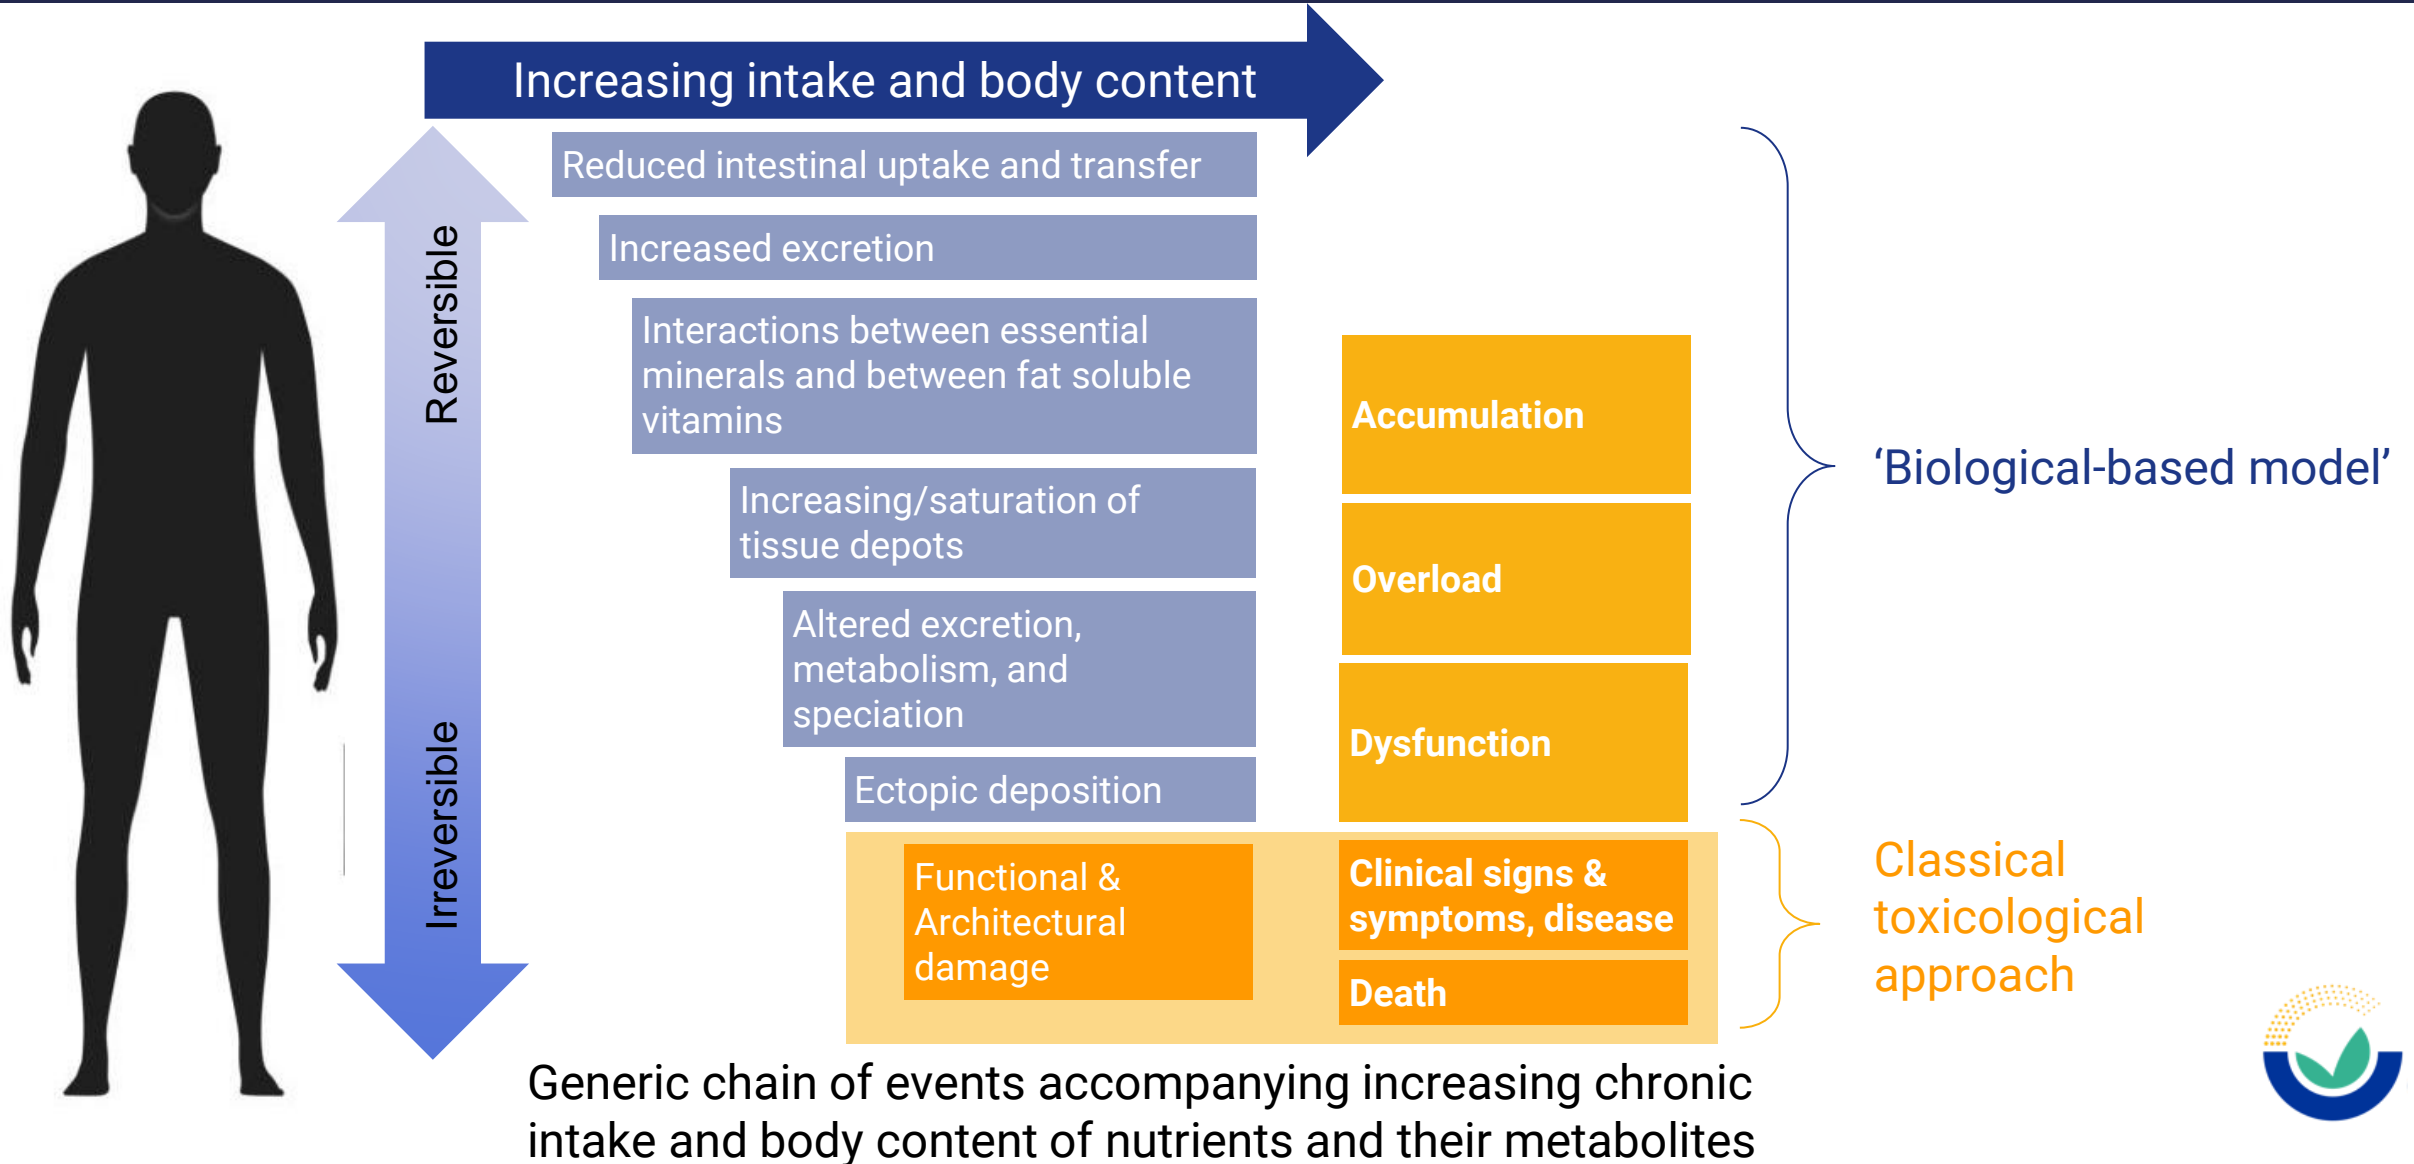 Increasing intake and body content
Reversible
Irreversible
Reduced intestinal uptake and transfer
Increased excretion
Interactions between essential
minerals and between fat soluble
vitamins
Increasing/saturation of
tissue depots
Altered excretion,
metabolism, and
speciation
Ectopic deposition
Functional &
Architectural
damage
Accumulation
Overload
Dysfunction
Clinical signs &
symptoms, disease
Death
‘Biological-based model’
Classical
toxicological
approach
Generic chain of events accompanying increasing chronic
intake and body content of nutrients and their metabolites